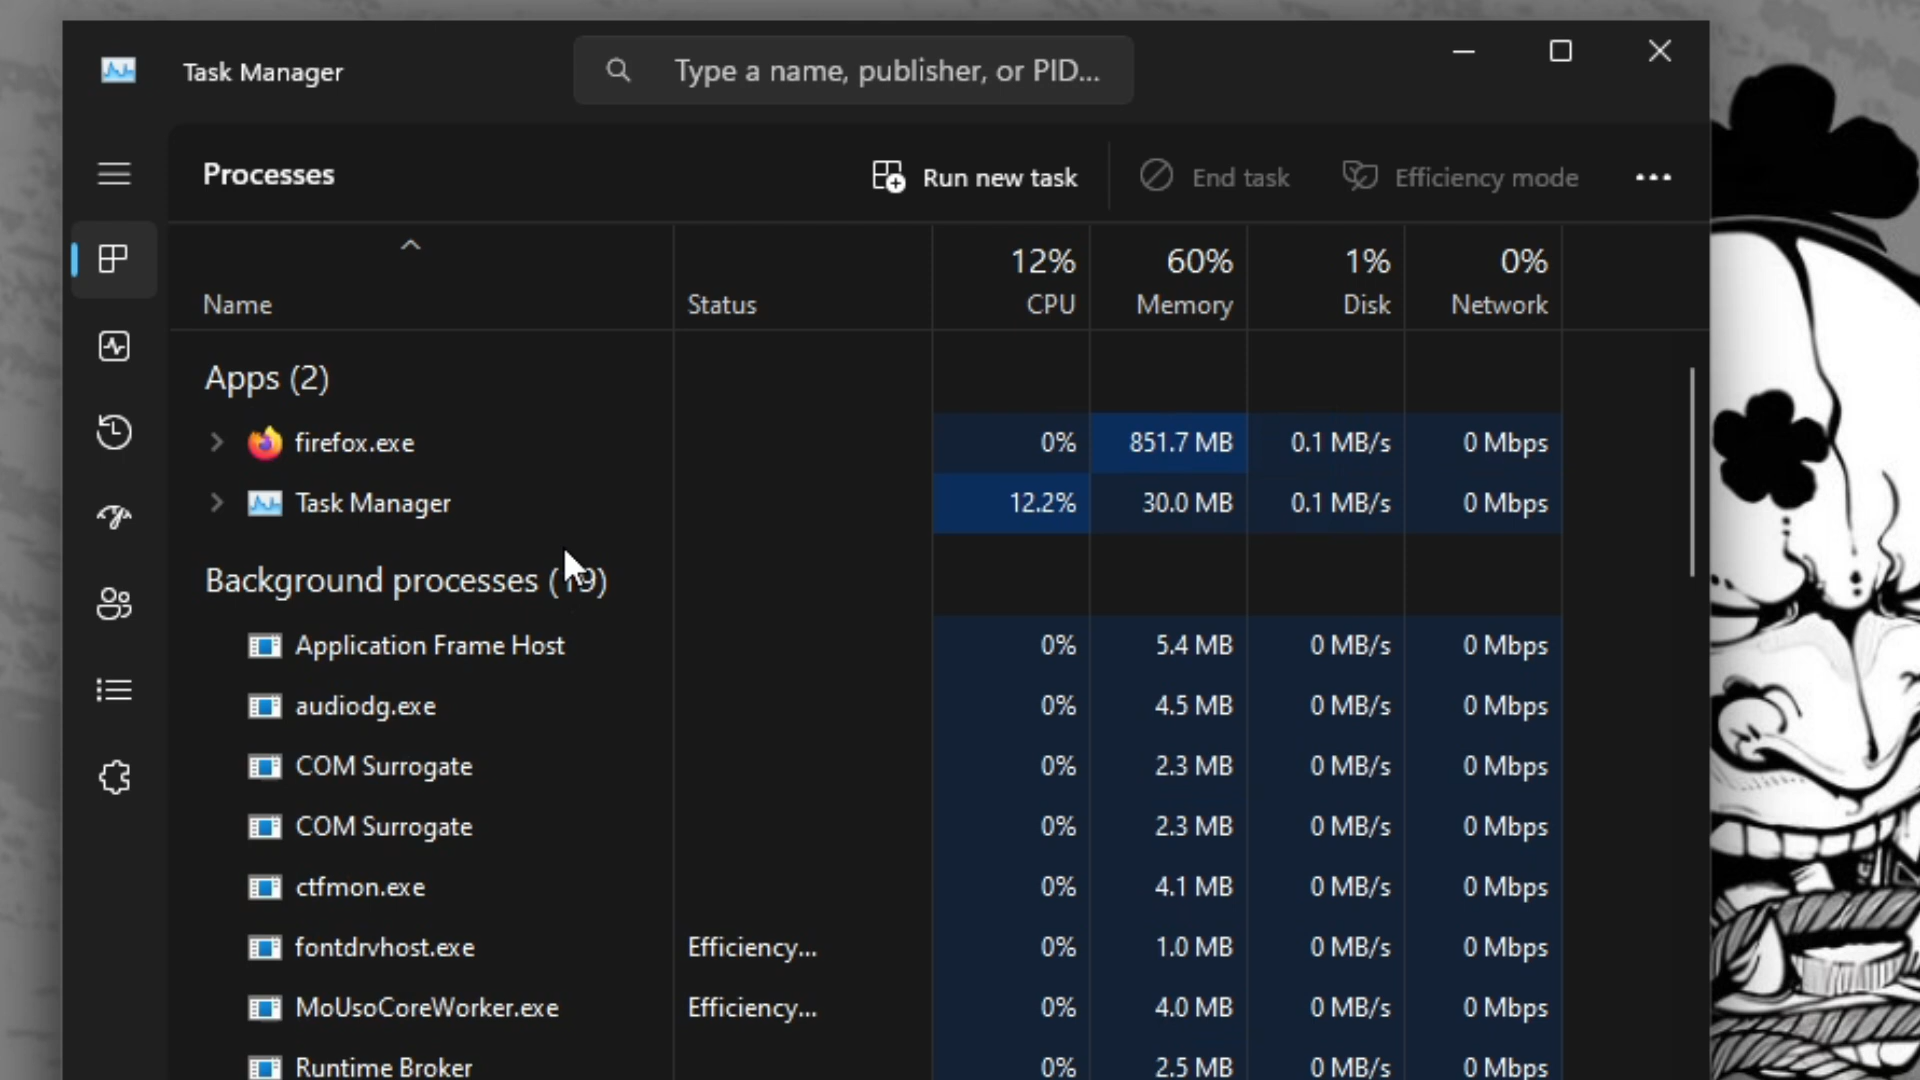 Task Manager
Type a name, publisher, or PID...
Processes
Run new task
End task
Efficiency mode
12% 60% 1% 0%
Name Status CPU Memory Disk Network
Apps (2)
firefox.exe 0% 851.7 MB 0.1 MB/s 0 Mbps
Task Manager 12.2% 30.0 MB 0.1 MB/s 0 Mbps
Background processes (19)
Application Frame Host 0% 5.4 MB 0 MB/s 0 Mbps
audiodg.exe 0% 4.5 MB 0 MB/s 0 Mbps
COM Surrogate 0% 2.3 MB 0 MB/s 0 Mbps
COM Surrogate 0% 2.3 MB 0 MB/s 0 Mbps
ctfmon.exe 0% 4.1 MB 0 MB/s 0 Mbps
fontdrvhost.exe Efficiency... 0% 1.0 MB 0 MB/s 0 Mbps
MoUsoCoreWorker.exe Efficiency... 0% 4.0 MB 0 MB/s 0 Mbps
Runtime Broker 0% 2.5 MB 0 MB/s 0 Mbps